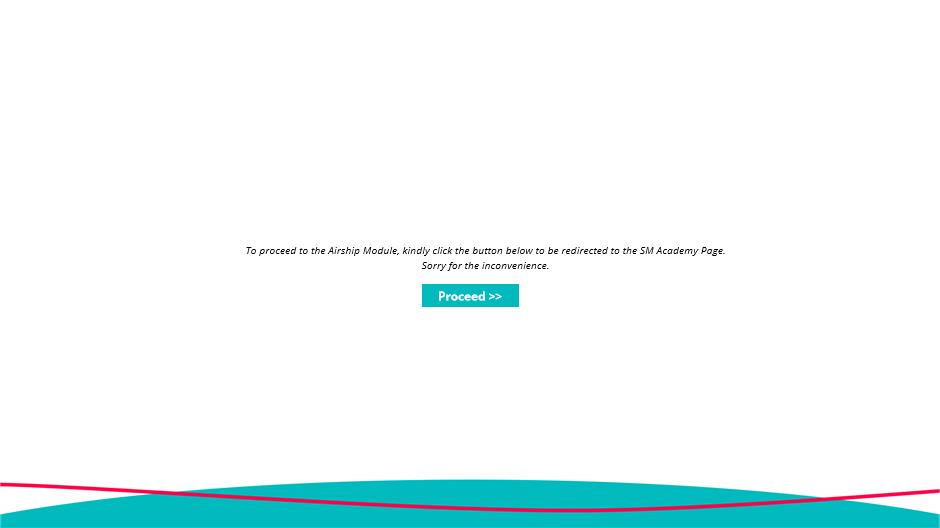 To proceed to the Airship Module, kindly click the button below to be redirected to the SM Academy Page.
Sorry for the inconvenience.
Proceed >>